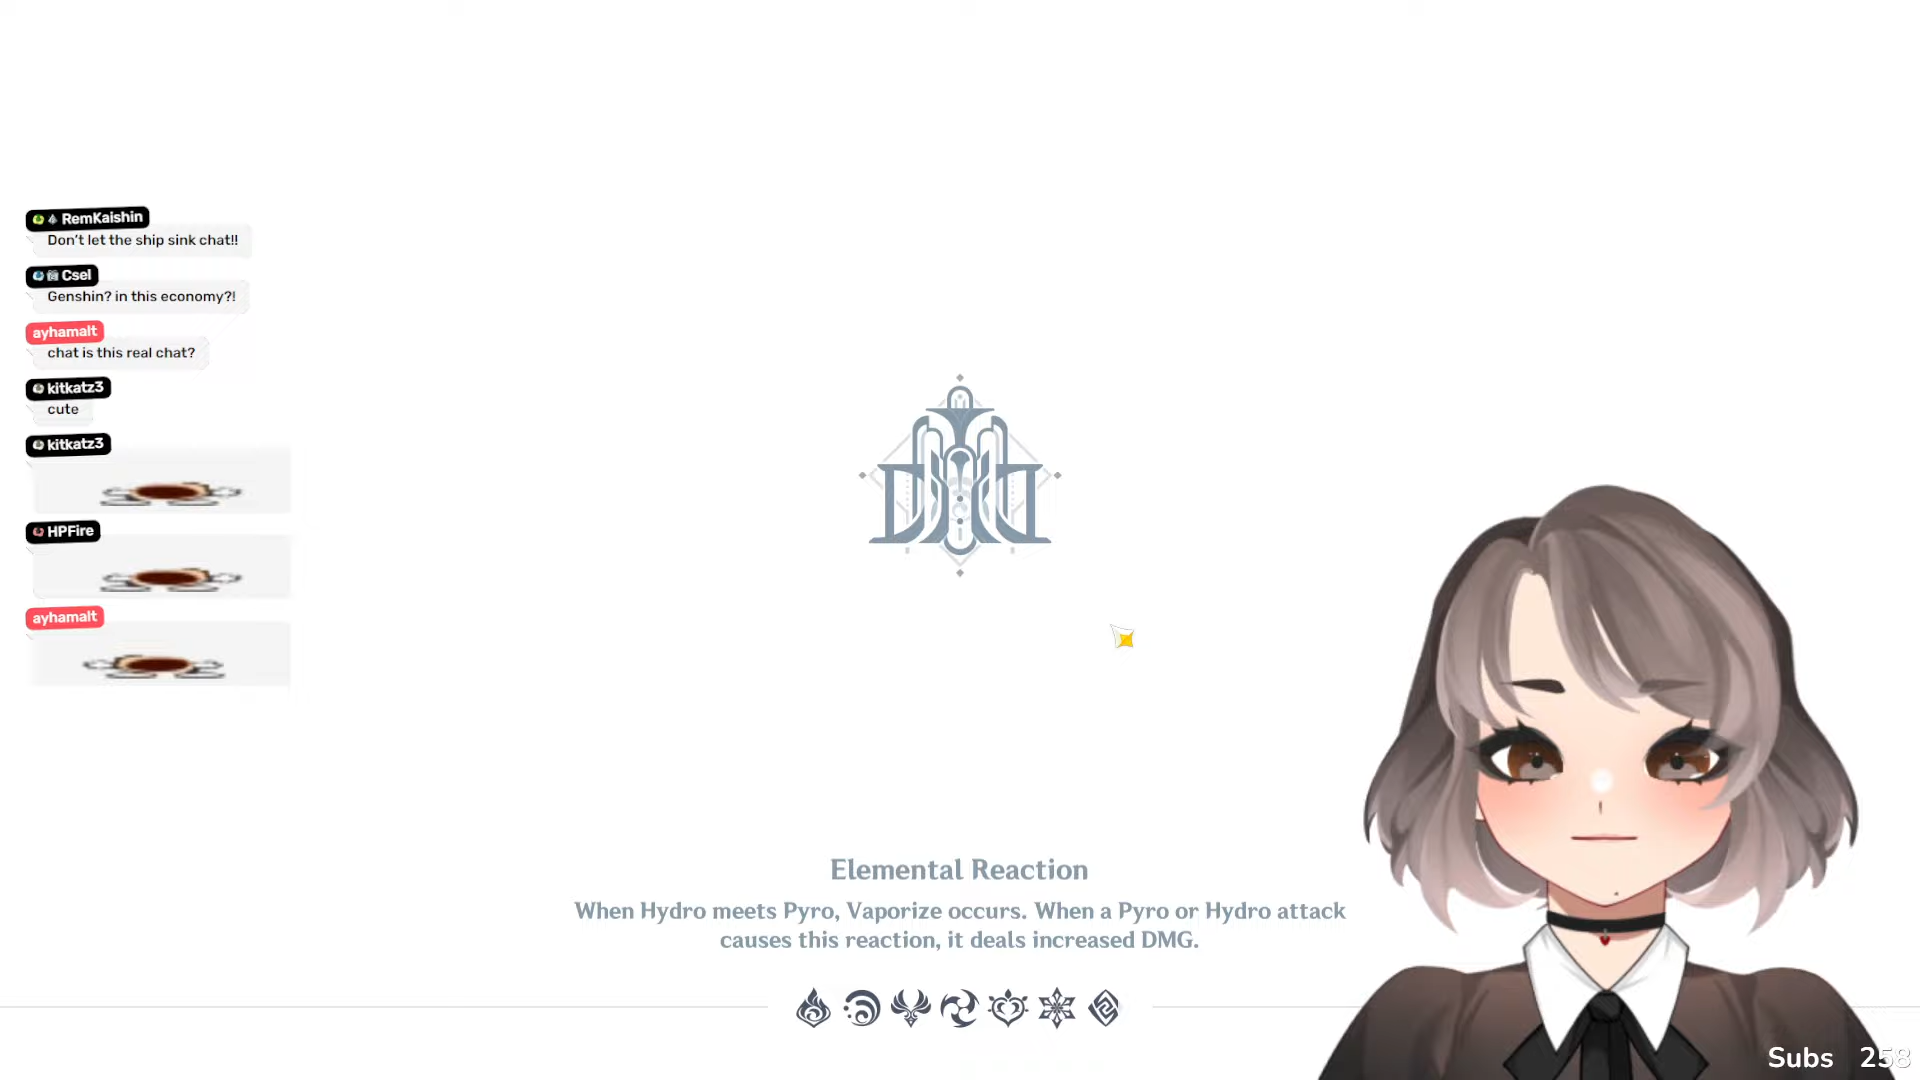 RemKaishin
Don't let the ship sink chat!!
Csel
Genshin? in this economy?!
ayhamalt
chat is this real chat?
kitkatz3
cute
kitkatz3
HPFire
ayhamalt
Elemental Reaction
When Hydro meets Pyro, Vaporize occurs. When a Pyro or Hydro attack
causes this reaction, it deals increased DMG.
Subs 258